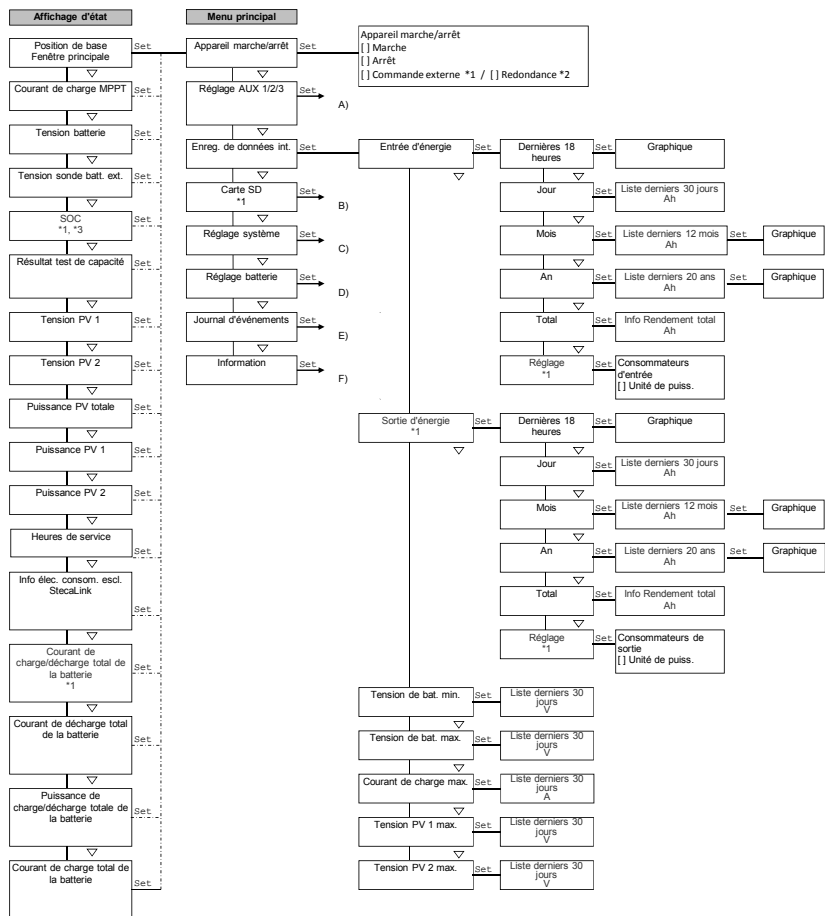 Affichage d'état
Menu principal
Position de base
Fenêtre principale
Set
Courant de charge MPPT
Set
Tension batterie
Set
Tension sonde batt. ext.
Set
SOC
*1, *3
Set
Résultat test de capacité
Set
Tension PV 1
Set
Tension PV 2
Set
Puissance PV totale
Set
Puissance PV 1
Set
Puissance PV 2
Set
Heures de service
Set
Info élec. consom. escl.
StecaLink
Set
Courant de
charge/décharge total de
la batterie
*1
Set
Courant de décharge total
de la batterie
Set
Puissance de
charge/décharge totale de
la batterie
Set
Courant de charge total de
la batterie
Set
Appareil marche/arrêt
Set
Appareil marche/arrêt
[ ] Marche
[ ] Arrêt
[ ] Commande externe *1 / [ ] Redondance *2
Réglage AUX 1/2/3
Set
A)
Enreg. de données int.
Set
Carte SD
*1
Set
B)
Réglage système
Set
C)
Réglage batterie
Set
D)
Journal d'événements
Set
E)
Information
Set
F)
Entrée d'énergie
Set
Dernières 18
heures
Set
Graphique
Jour
Set
Liste derniers 30 jours
Ah
Mois
Set
Liste derniers 12 mois
Ah
Set
Graphique
An
Set
Liste derniers 20 ans
Ah
Set
Graphique
Total
Set
Info Rendement total
Ah
Réglage
*1
Set
Consommateurs
d'entrée
[ ] Unité de puiss.
Sortie d'énergie
*1
Set
Dernières 18
heures
Set
Graphique
Jour
Set
Liste derniers 30 jours
Ah
Mois
Set
Liste derniers 12 mois
Ah
Set
Graphique
An
Set
Liste derniers 20 ans
Ah
Set
Graphique
Total
Set
Info Rendement total
Ah
Réglage
*1
Set
Consommateurs de
sortie
[ ] Unité de puiss.
Tension de bat. min.
Set
Liste derniers 30
jours
V
Tension de bat. max.
Set
Liste derniers 30
jours
V
Courant de charge max.
Set
Liste derniers 30
jours
A
Tension PV 1 max.
Set
Liste derniers 30
jours
V
Tension PV 2 max.
Set
Liste derniers 30
jours
V